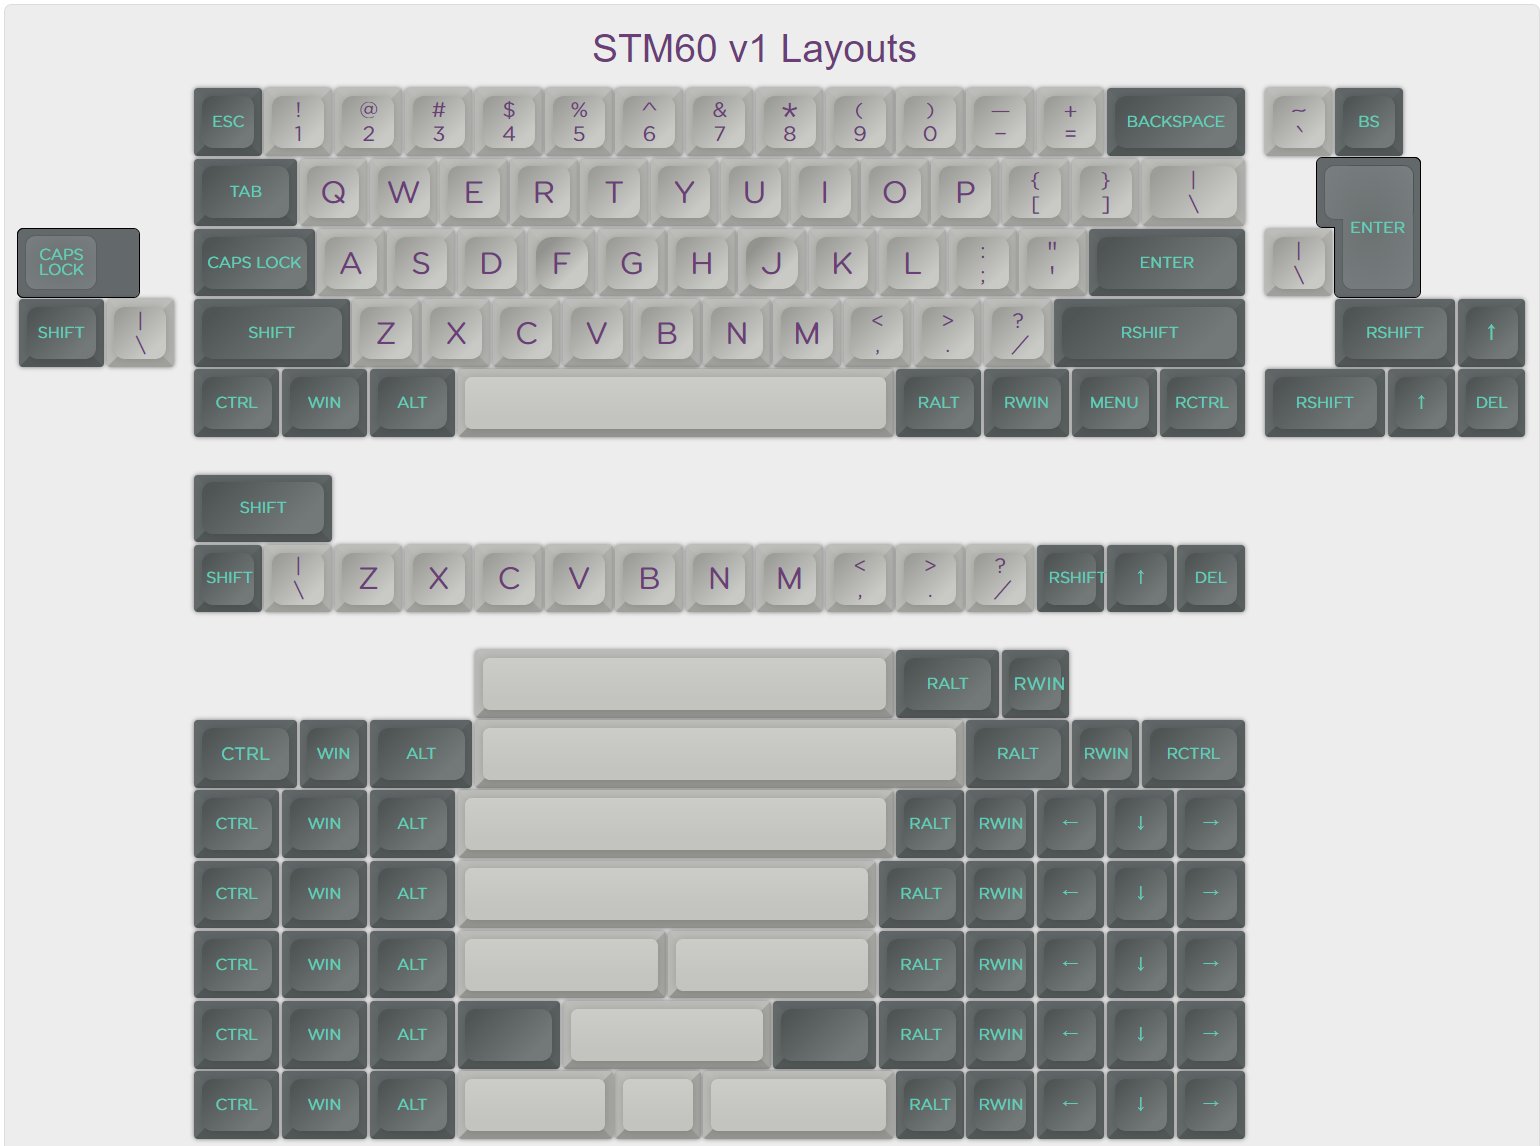 STM60 v1 Layouts
ESC ! 1 @ 2 # 3 $ 4 % 5 ^ 6 & 7 * 8 ( 9 ) 0 — - + = BACKSPACE ~ ` BS
TAB Q W E R T Y U I O P { [ } ] | \ ENTER
CAPS LOCK CAPS LOCK A S D F G H J K L : ; " ' ENTER | \
SHIFT | \ SHIFT Z X C V B N M < , > . ? / RSHIFT RSHIFT ↑
CTRL WIN ALT RALT RWIN MENU RCTRL RSHIFT ↑ DEL
SHIFT
SHIFT | \ Z X C V B N M < , > . ? / RSHIFT ↑ DEL
RALT RWIN
CTRL WIN ALT RALT RWIN RCTRL
CTRL WIN ALT RALT RWIN ← ↓ →
CTRL WIN ALT RALT RWIN ← ↓ →
CTRL WIN ALT RALT RWIN ← ↓ →
CTRL WIN ALT RALT RWIN ← ↓ →
CTRL WIN ALT RALT RWIN ← ↓ →